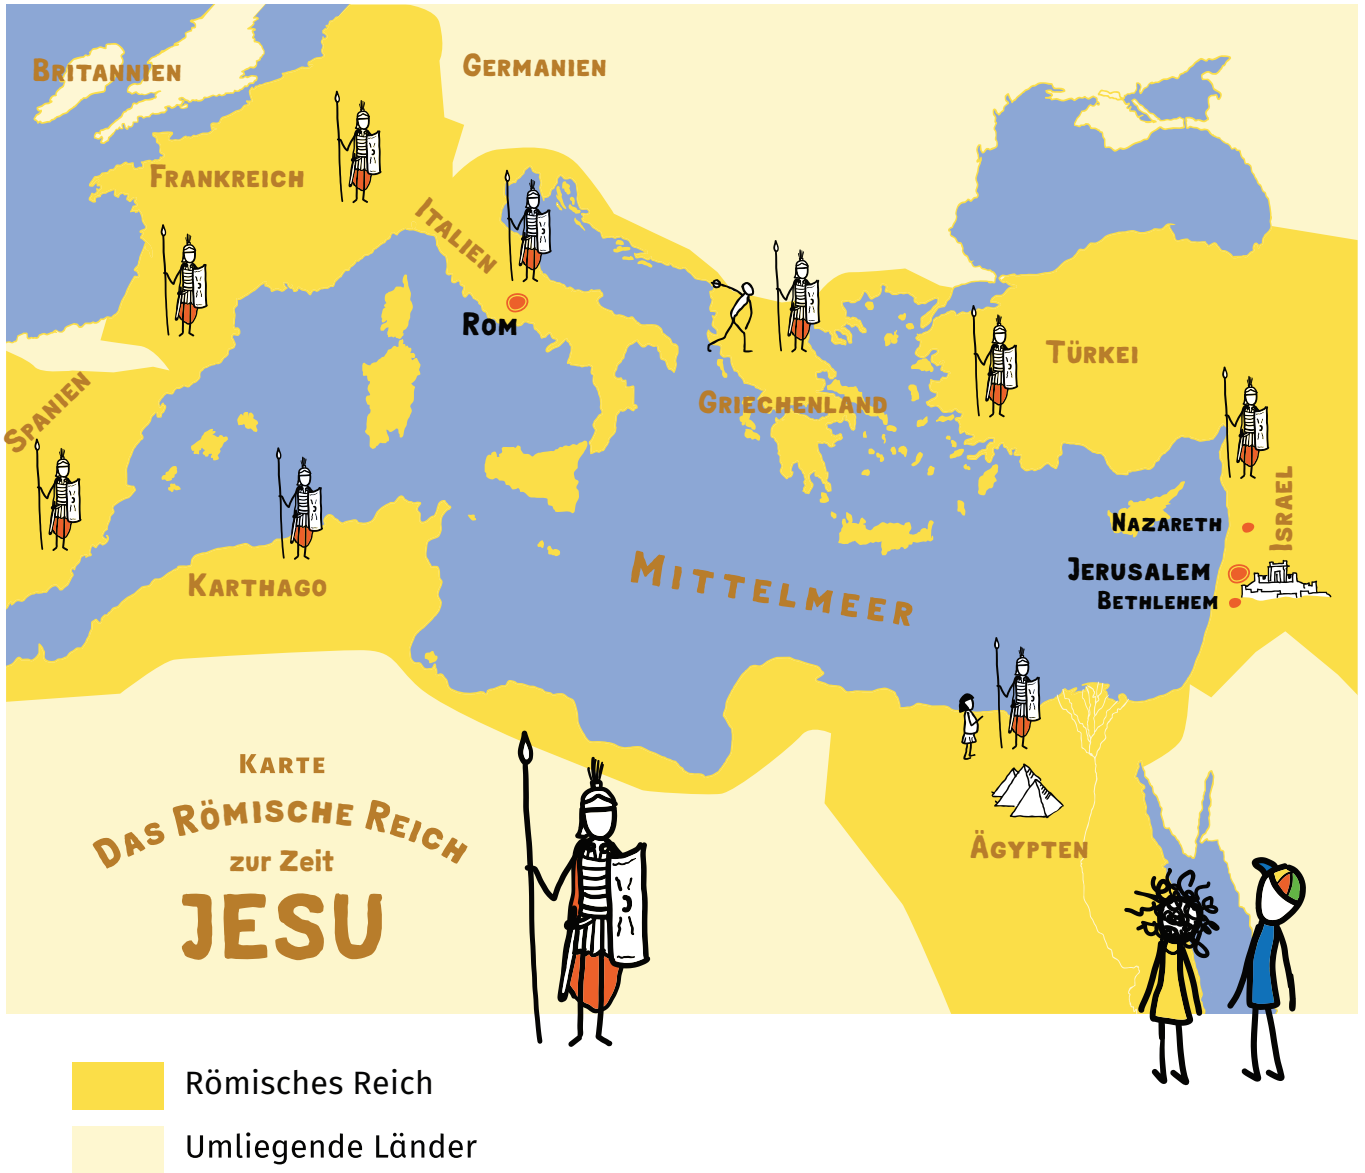 BRITANNIEN
GERMANIEN
FRANKREICH
ITALIEN
ROM
SPANIEN
GRIECHENLAND
TÜRKEI
KARTHAGO
MITTELMEER
NAZARETH
ISRAEL
JERUSALEM
BETHLEHEM
ÄGYPTEN
KARTE
DAS RÖMISCHE REICH
zur Zeit
JESU
Römisches Reich
Umliegende Länder